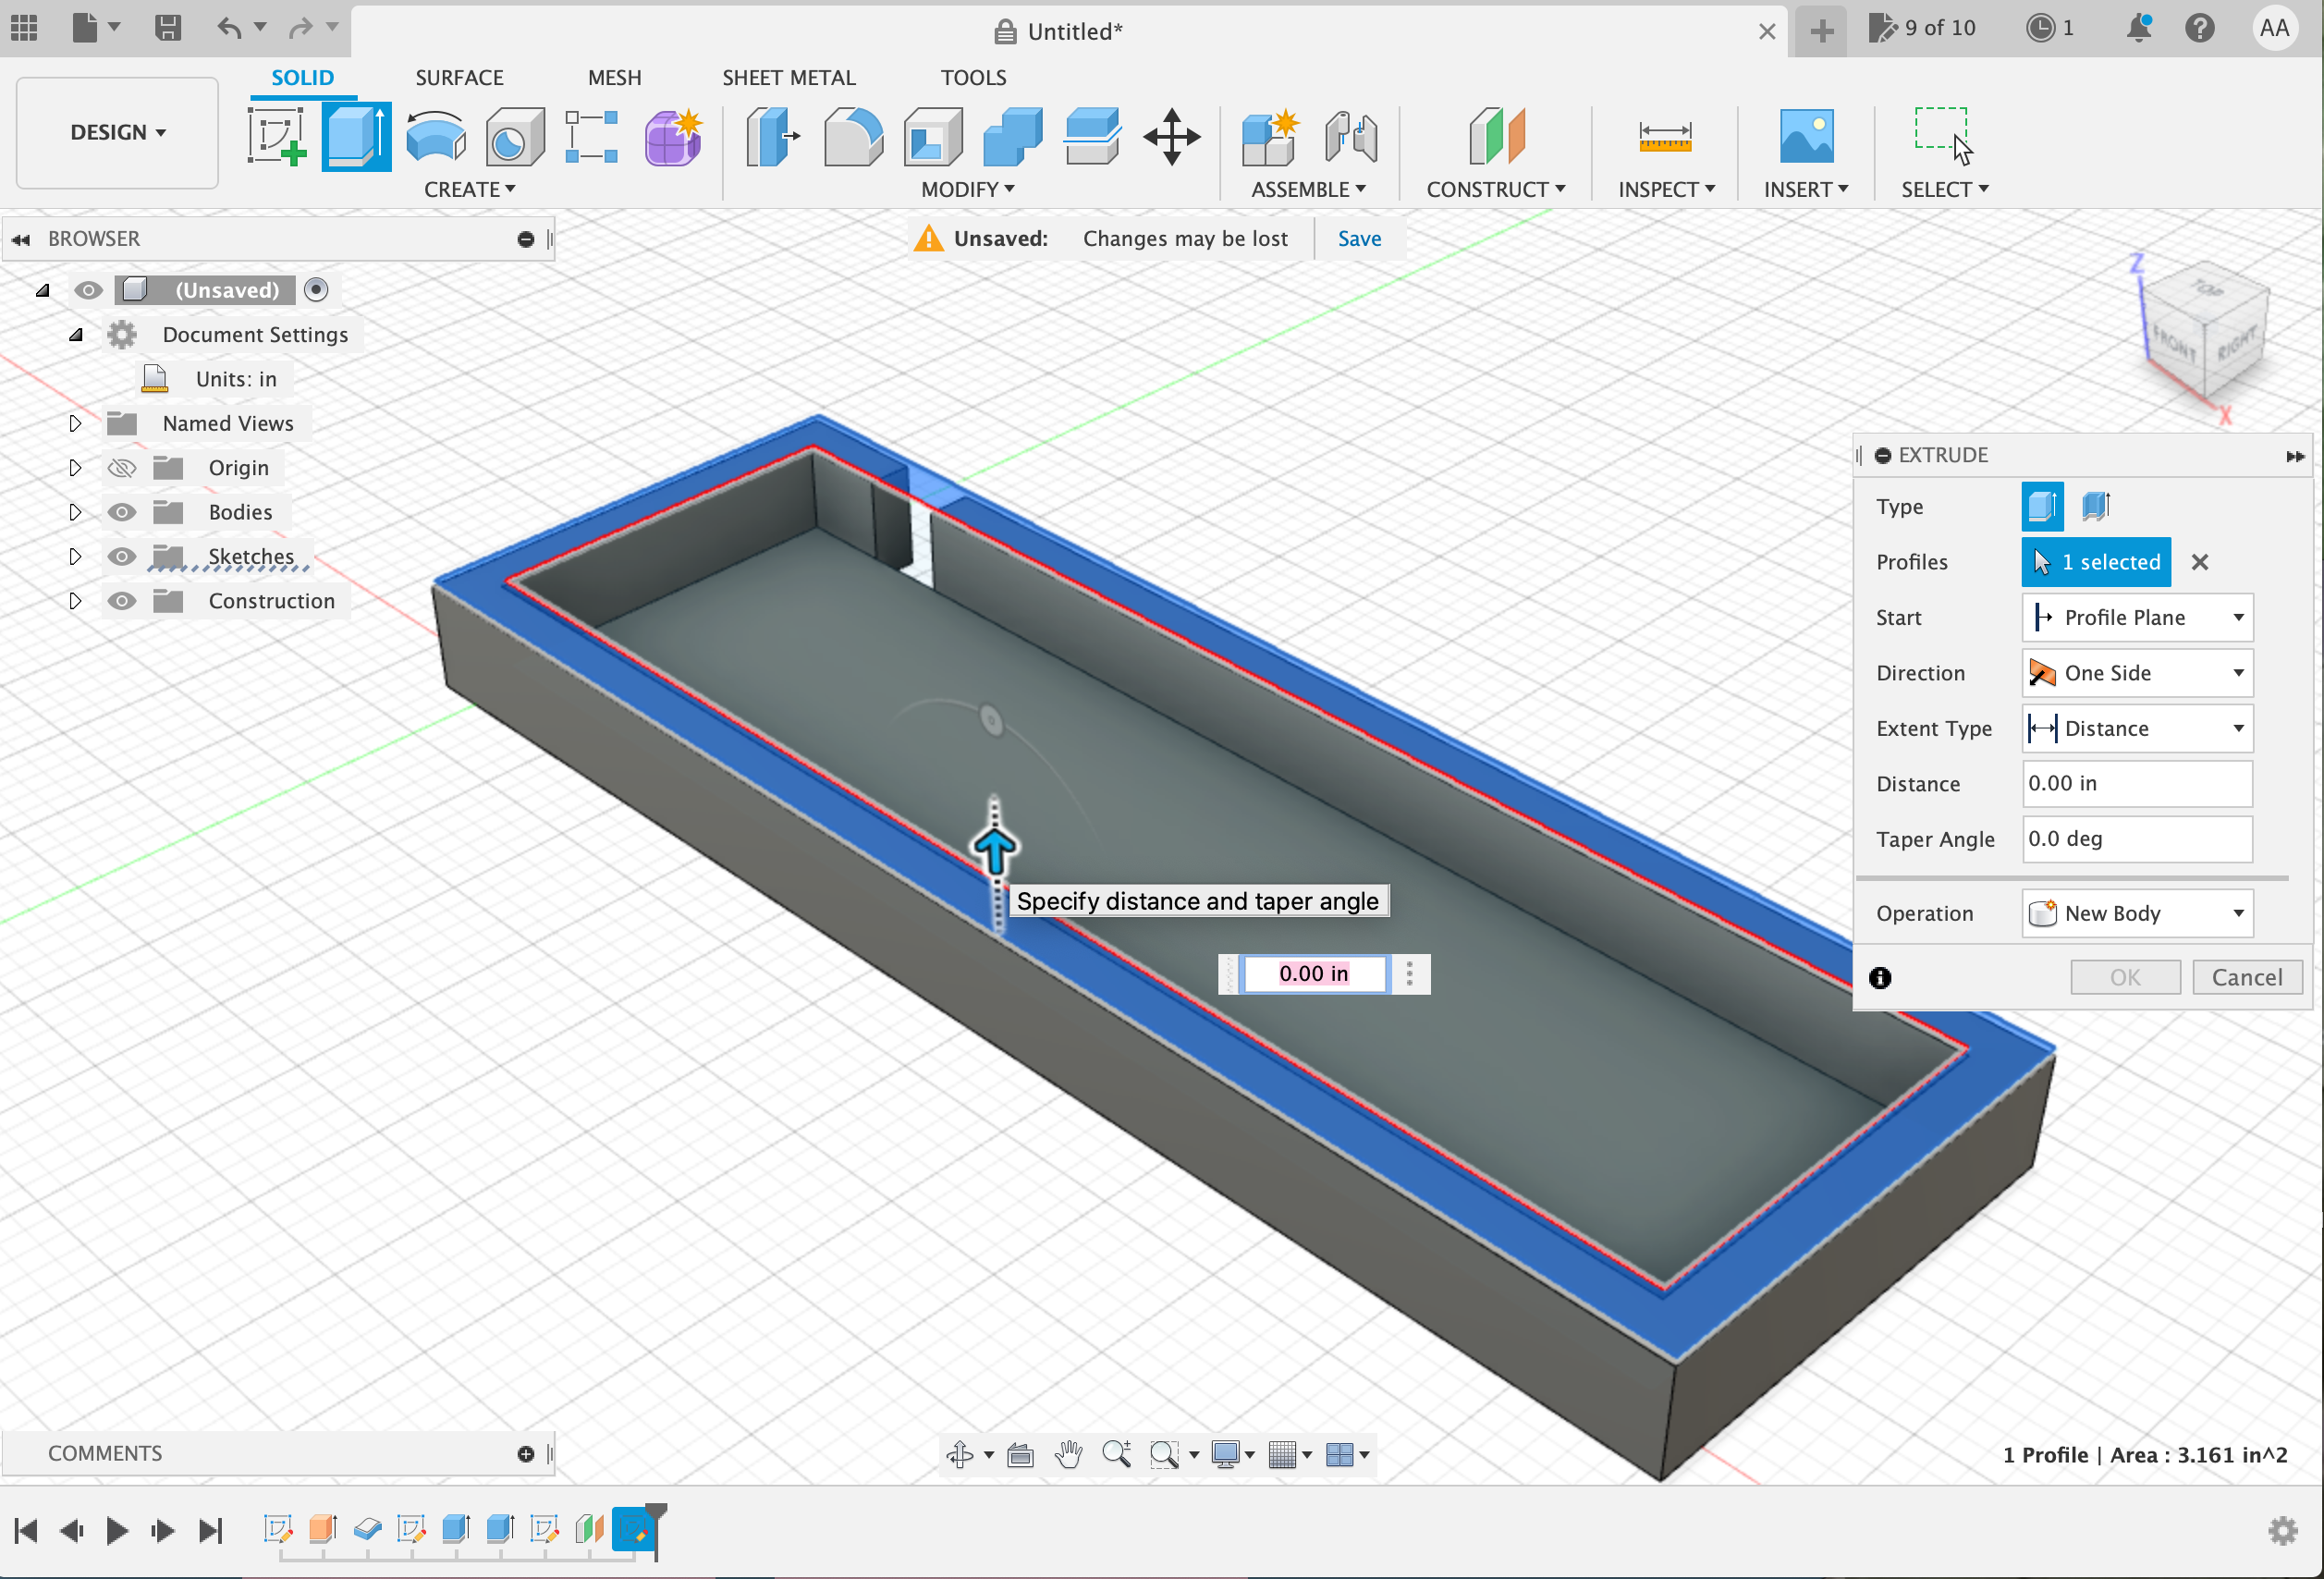 Untitled*
9 of 10
1
AA
DESIGN
SOLID
SURFACE
MESH
SHEET METAL
TOOLS
CREATE
MODIFY
ASSEMBLE
CONSTRUCT
INSPECT
INSERT
SELECT
BROWSER
Unsaved: Changes may be lost
Save
(Unsaved)
Document Settings
Units: in
Named Views
Origin
Bodies
Sketches
Construction
Z
TOP
FRONT
RIGHT
X
EXTRUDE
Type
Profiles
1 selected
Start
Profile Plane
Direction
One Side
Extent Type
Distance
Distance
0.00 in
Taper Angle
0.0 deg
Operation
New Body
OK
Cancel
Specify distance and taper angle
0.00 in
COMMENTS
1 Profile | Area : 3.161 in^2